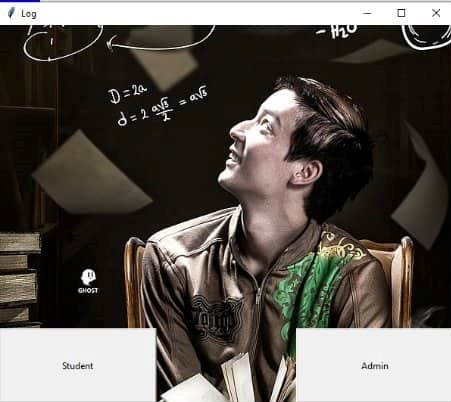 Log
- H₂O
D = 2a
d = 2 a√3/2 = a√3
GHOST
Student
Admin